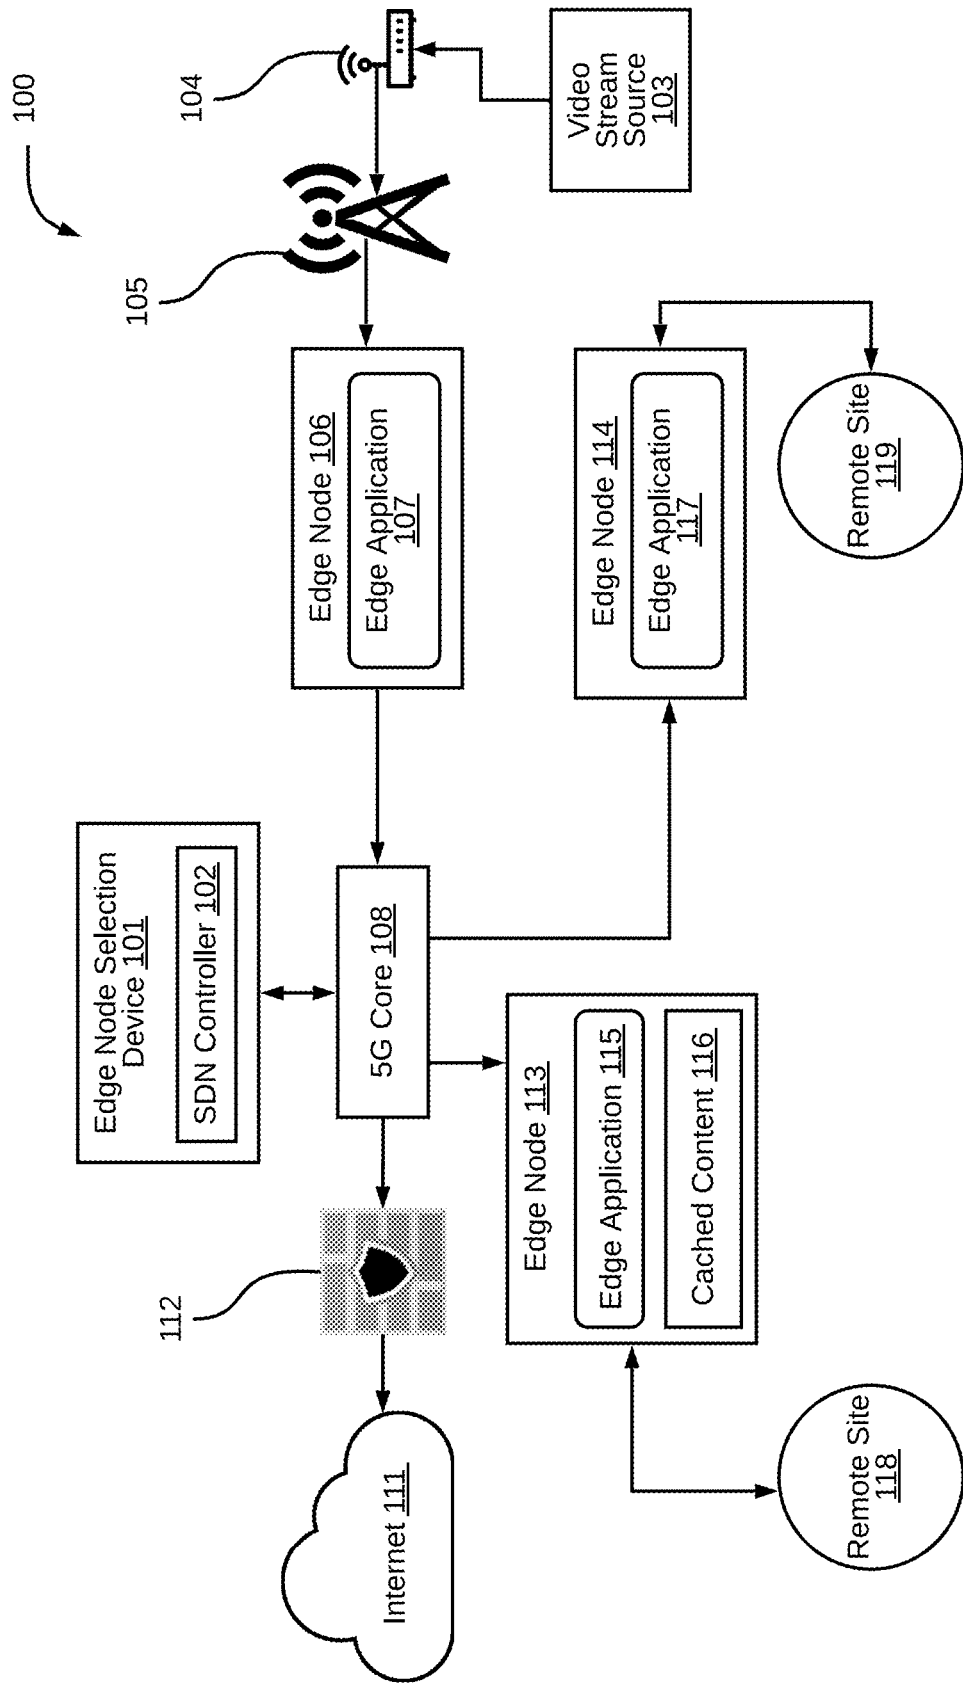 100
104
105
Video
Stream
Source
103
Edge Node 106
Edge Application
107
Edge Node 114
Edge Application
117
Remote Site
119
Edge Node Selection
Device 101
SDN Controller 102
5G Core 108
112
Edge Node 113
Edge Application 115
Cached Content 116
Internet 111
Remote Site
118